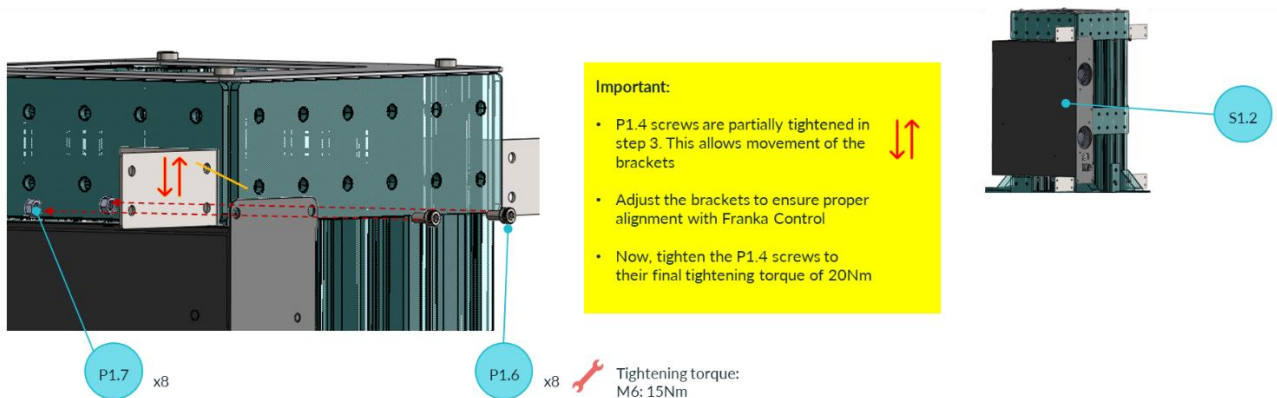 Important:
• P1.4 screws are partially tightened in
step 3. This allows movement of the
brackets
• Adjust the brackets to ensure proper
alignment with Franka Control
• Now, tighten the P1.4 screws to
their final tightening torque of 20Nm
S1.2
P1.7 x8
P1.6 x8
Tightening torque:
M6: 15Nm